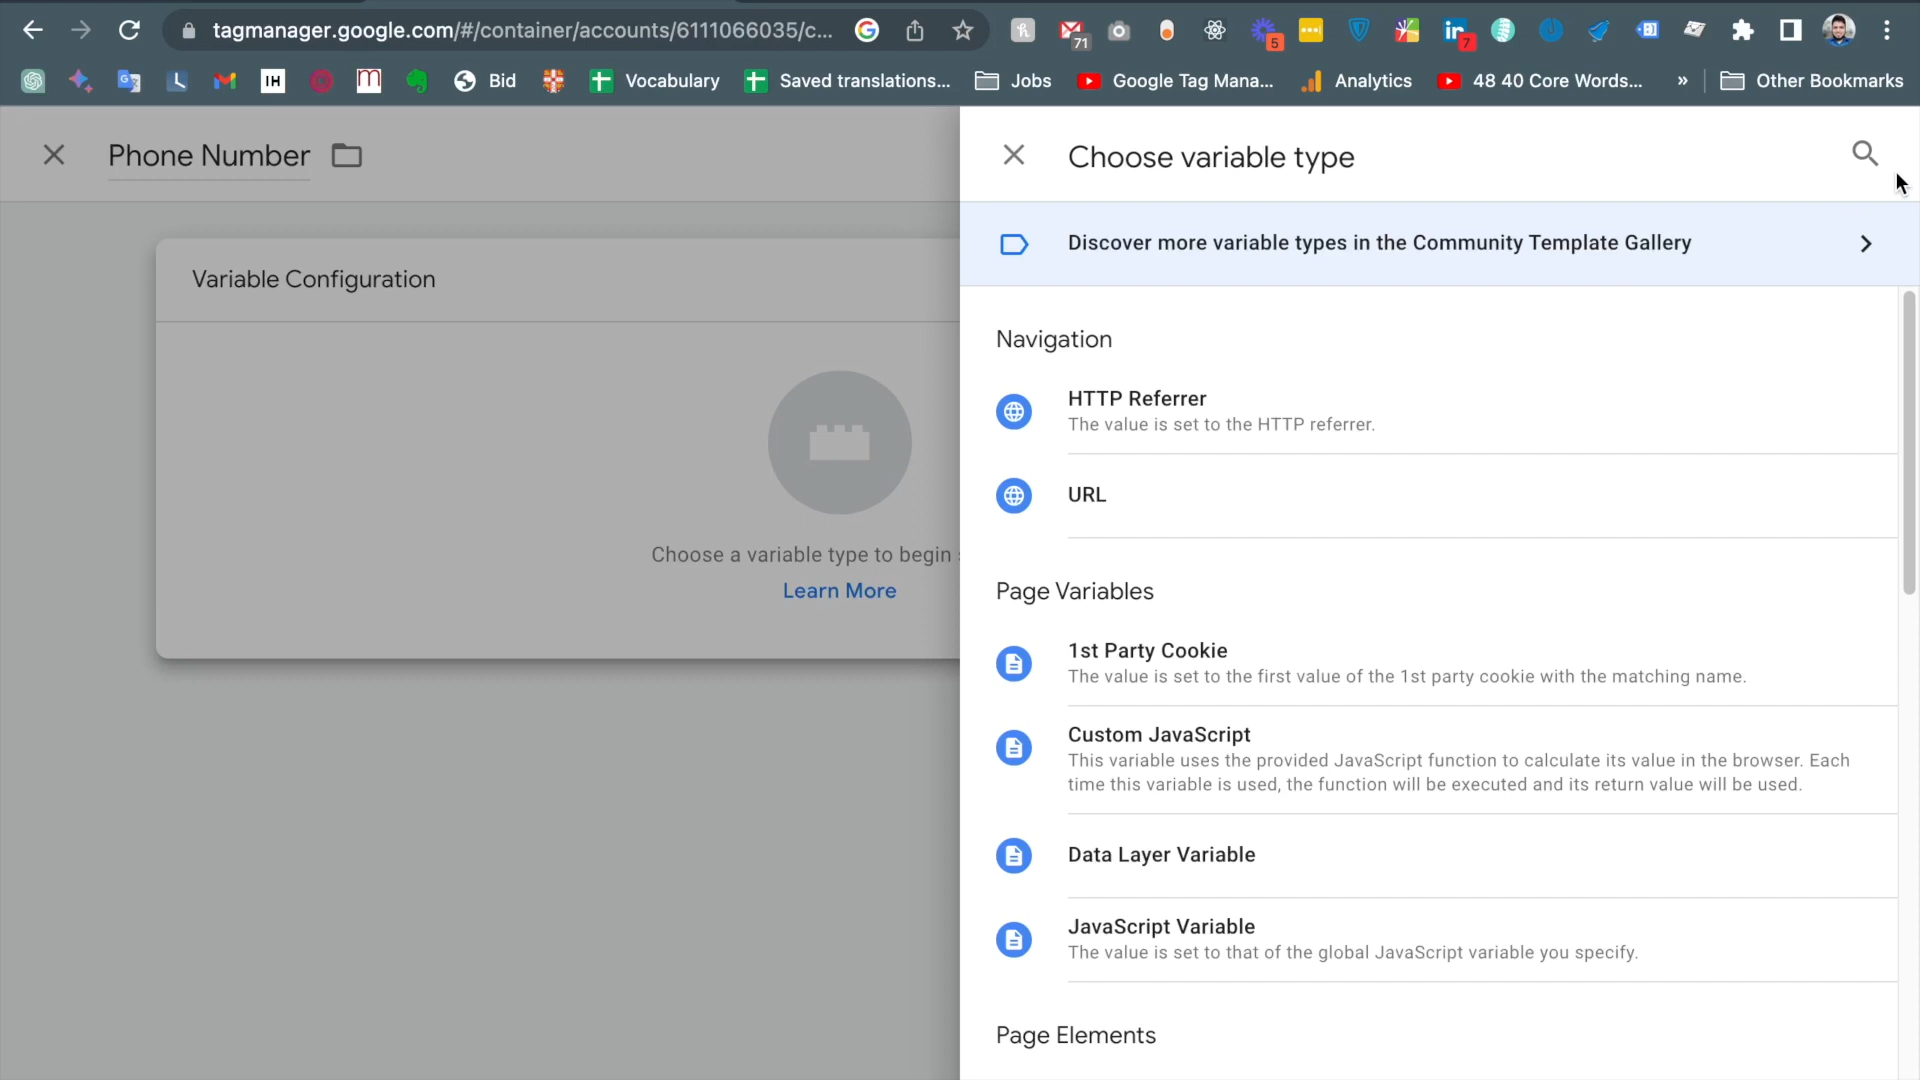 tagmanager.google.com/#/container/accounts/6111066035/c...
71
5
7
IH
m
Bid
Vocabulary
Saved translations...
Jobs
Google Tag Mana...
Analytics
48 40 Core Words...
»
Other Bookmarks
Phone Number
Variable Configuration
Choose a variable type to begin
Learn More
Choose variable type
Discover more variable types in the Community Template Gallery
Navigation
HTTP Referrer
The value is set to the HTTP referrer.
URL
Page Variables
1st Party Cookie
The value is set to the first value of the 1st party cookie with the matching name.
Custom JavaScript
This variable uses the provided JavaScript function to calculate its value in the browser. Each
time this variable is used, the function will be executed and its return value will be used.
Data Layer Variable
JavaScript Variable
The value is set to that of the global JavaScript variable you specify.
Page Elements